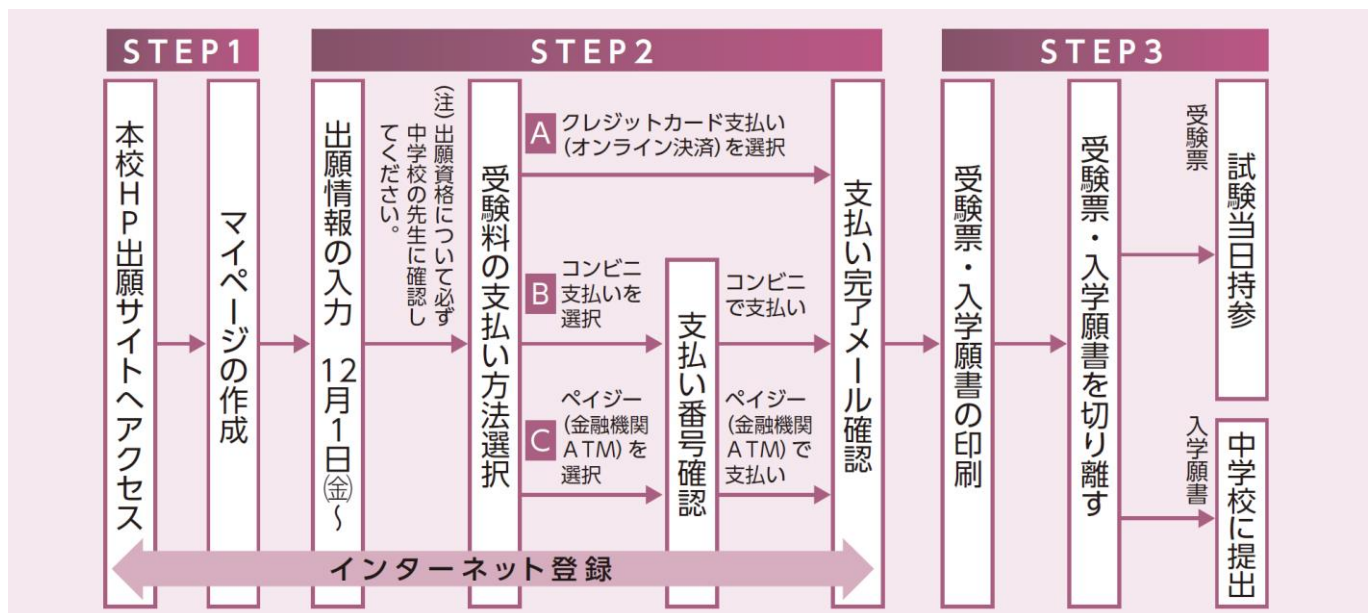 STEP1
本校HP出願サイトへアクセス
マイページの作成
STEP2
出願情報の入力 12月1日㈮～
(注)出願資格について必ず
中学校の先生に確認し
てください。
受験料の支払い方法選択
A クレジットカード支払い
(オンライン決済)を選択
B コンビニ
支払いを
選択
C ペイジー
(金融機関
ATM)を
選択
支払い番号確認
コンビニ
で支払い
ペイジー
(金融機関
ATM)で
支払い
支払い完了メール確認
インターネット登録
STEP3
受験票・入学願書の印刷
受験票・入学願書を切り離す
受験票
試験当日持参
入学願書
中学校に提出